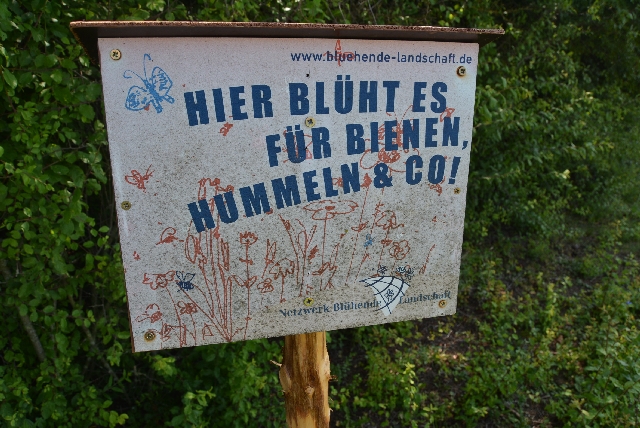 www.bluehende-landschaft.de
HIER BLÜHT ES
FÜR BIENEN,
HUMMELN & CO!
Netzwerk Blühende Landschaft